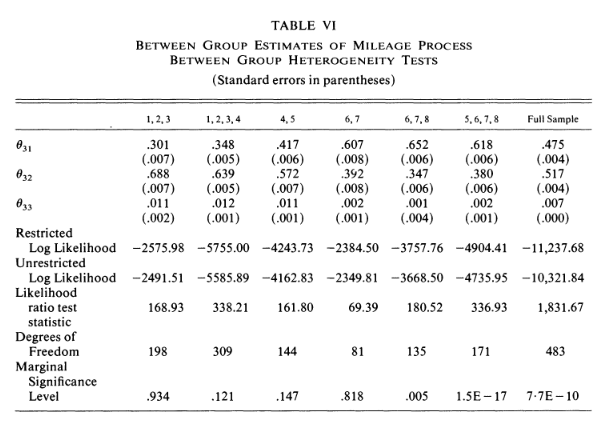 TABLE VI
BETWEEN GROUP ESTIMATES OF MILEAGE PROCESS
BETWEEN GROUP HETEROGENEITY TESTS
(Standard errors in parentheses)
1, 2, 3 1, 2, 3, 4 4, 5 6, 7 6, 7, 8 5, 6, 7, 8 Full Sample
θ31 .301 .348 .417 .607 .652 .618 .475
(.007) (.005) (.006) (.008) (.006) (.006) (.004)
θ32 .688 .639 .572 .392 .347 .380 .517
(.007) (.005) (.007) (.008) (.006) (.006) (.004)
θ33 .011 .012 .011 .002 .001 .002 .007
(.002) (.001) (.001) (.001) (.004) (.001) (.000)
Restricted
Log Likelihood −2575.98 −5755.00 −4243.73 −2384.50 −3757.76 −4904.41 −11,237.68
Unrestricted
Log Likelihood −2491.51 −5585.89 −4162.83 −2349.81 −3668.50 −4735.95 −10,321.84
Likelihood
ratio test 168.93 338.21 161.80 69.39 180.52 336.93 1,831.67
statistic
Degrees of
Freedom 198 309 144 81 135 171 483
Marginal
Significance
Level .934 .121 .147 .818 .005 1.5E−17 7·7E−10